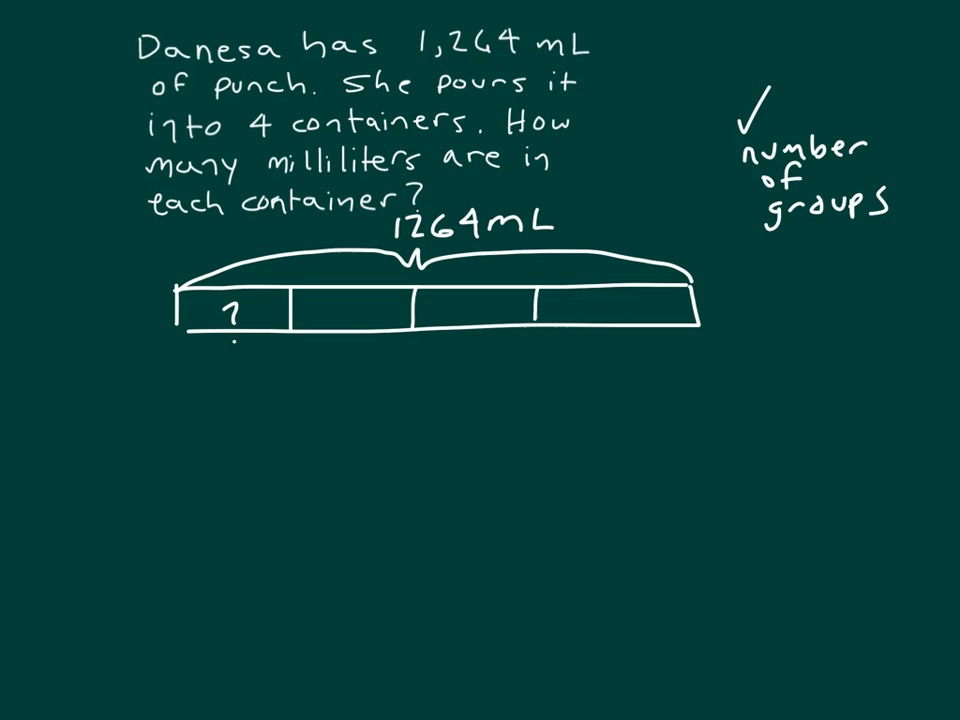 Danesa has 1,264 mL
of punch. She pours it
into 4 containers. How
many milliliters are in
each container?
1264mL
?
✓
number
of
groups